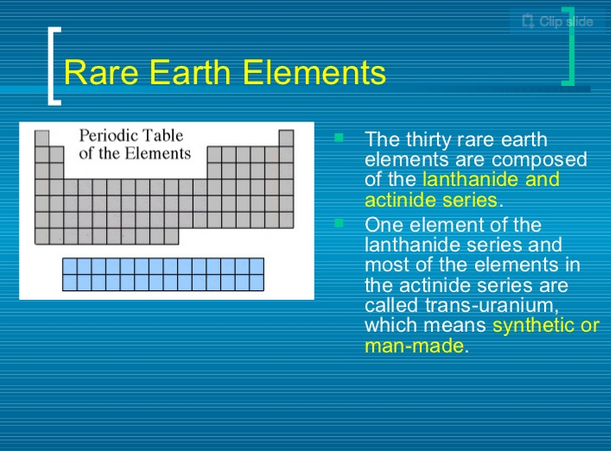 Clip slide
Rare Earth Elements
Periodic Table
of the Elements
The thirty rare earth
elements are composed
of the lanthanide and
actinide series.
One element of the
lanthanide series and
most of the elements in
the actinide series are
called trans-uranium,
which means synthetic or
man-made.